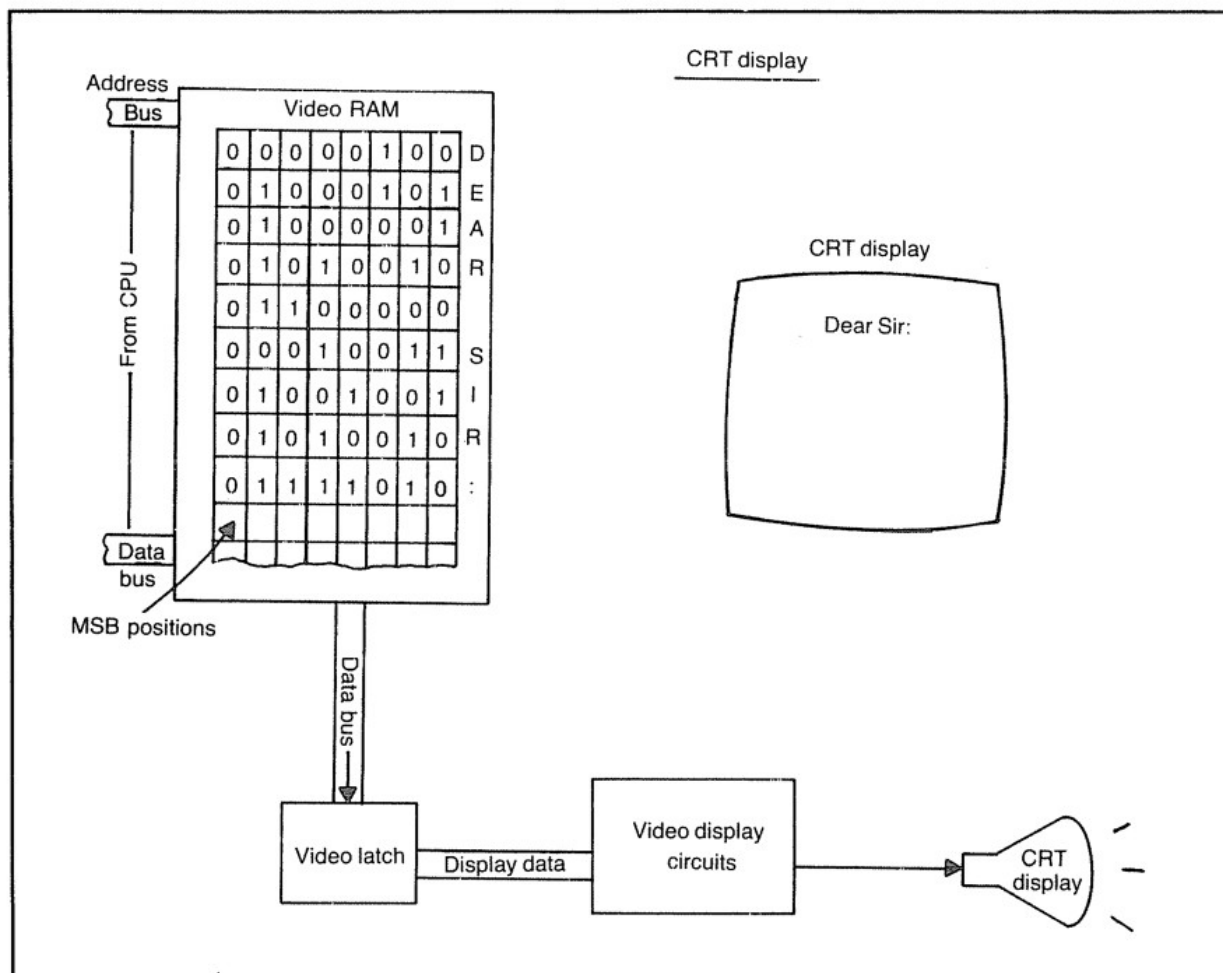 CRT display
Address
Bus
Video RAM
0 0 0 0 0 1 0 0 D
0 1 0 0 0 1 0 1 E
0 1 0 0 0 0 0 1 A
0 1 0 1 0 0 1 0 R
0 1 1 0 0 0 0 0
0 0 0 1 0 0 1 1 S
0 1 0 0 1 0 0 1 I
0 1 0 1 0 0 1 0 R
0 1 1 1 1 0 1 0 :
From CPU
Data
bus
MSB positions
CRT display
Dear Sir:
Data bus
Video latch
Display data
Video display
circuits
CRT
display